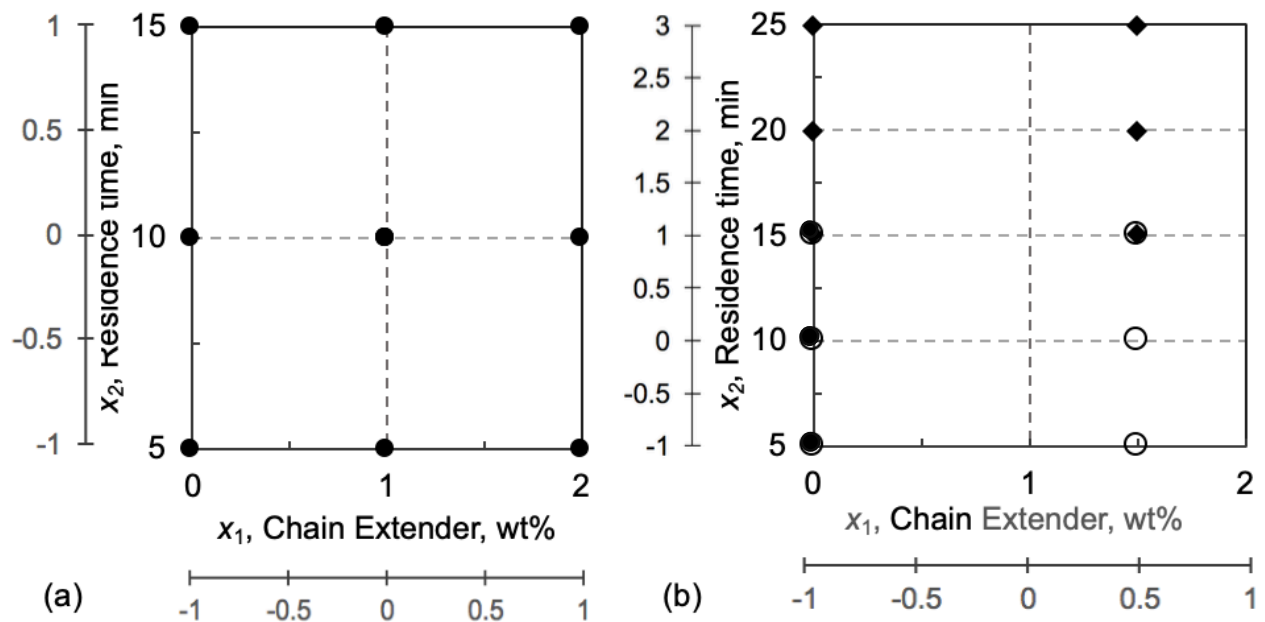 1
0.5
0
-0.5
-1
x2, Residence time, min
15
10
5
0 1 2
x1, Chain Extender, wt%
(a)
-1 -0.5 0 0.5 1
3
2.5
2
1.5
1
0.5
0
-0.5
-1
x2, Residence time, min
25
20
15
10
5
0 1 2
x1, Chain Extender, wt%
(b)
-1 -0.5 0 0.5 1